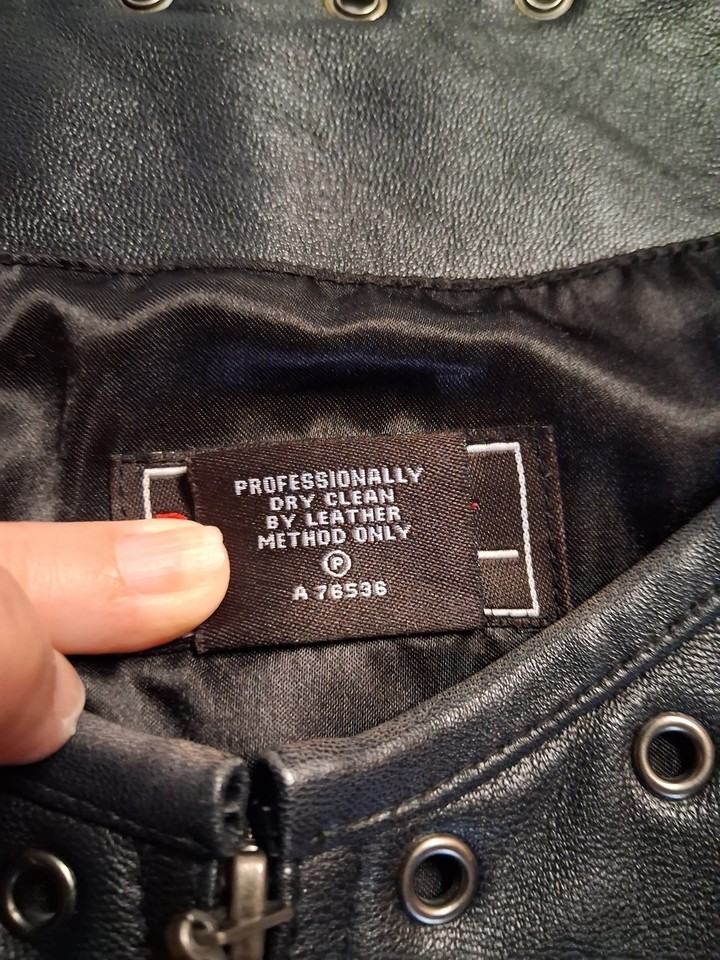 PROFESSIONALLY
DRY CLEAN
BY LEATHER
METHOD ONLY
P
A 76536